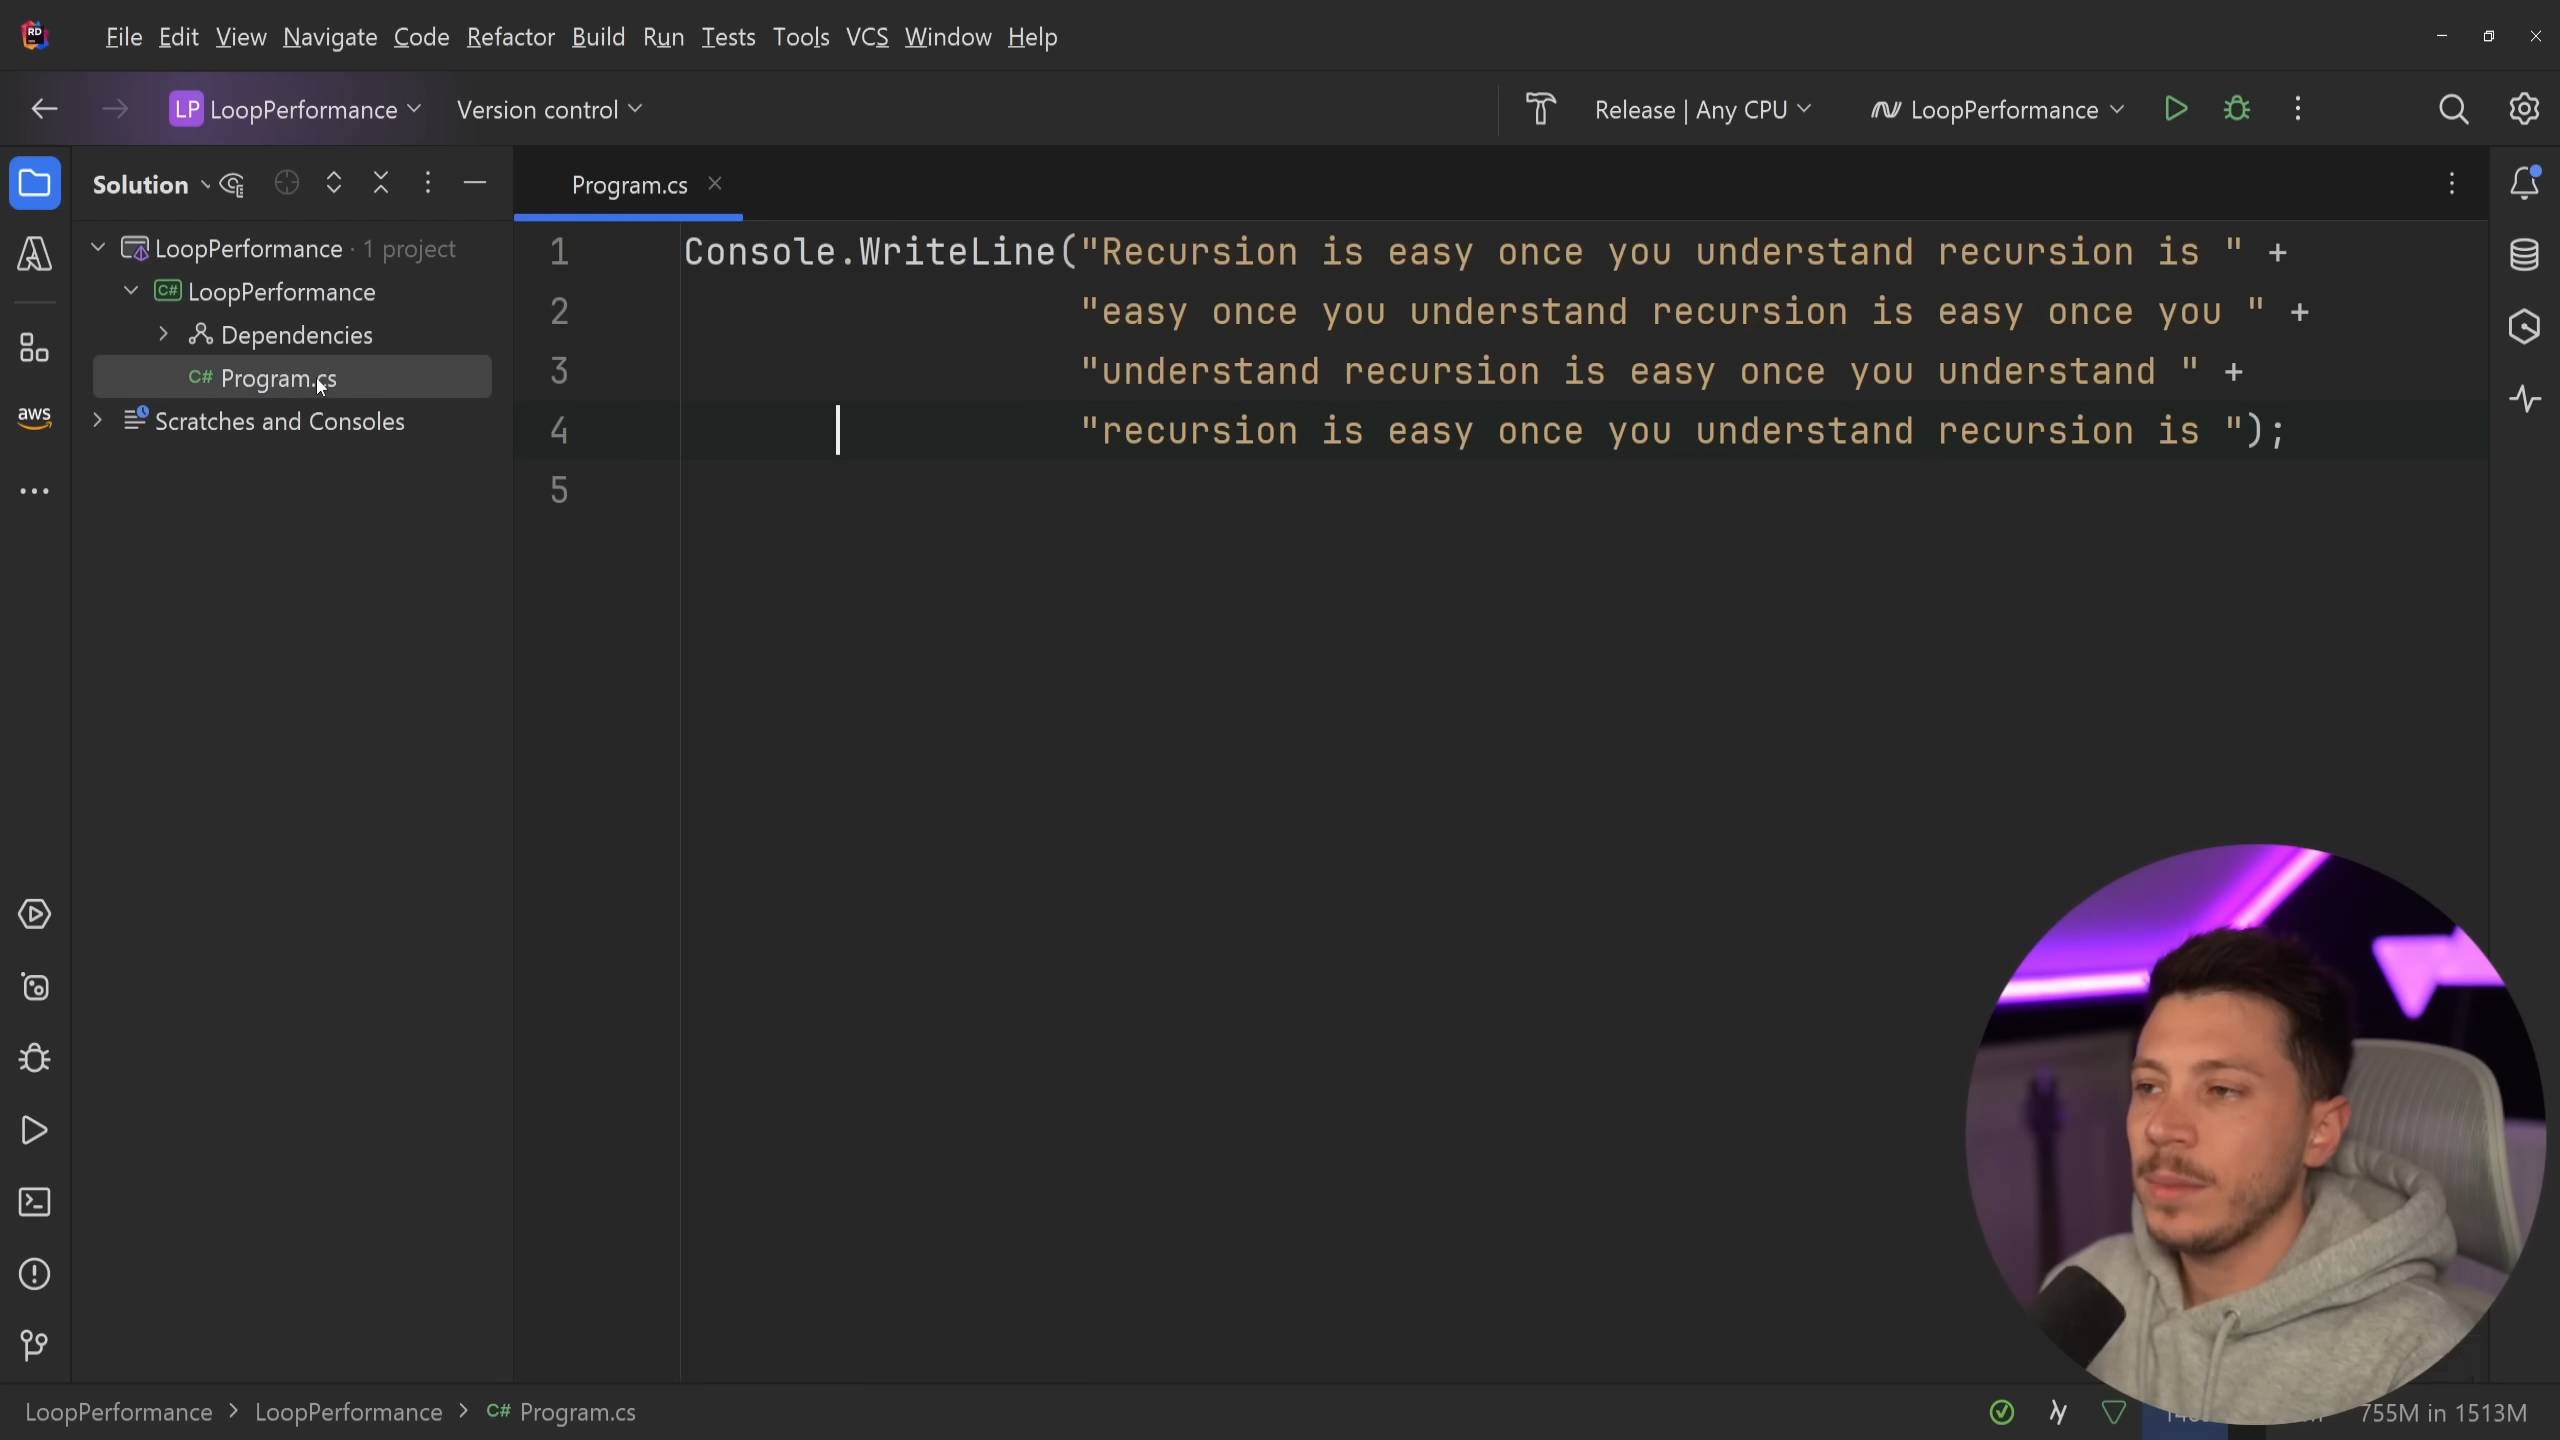 RD File Edit View Navigate Code Refactor Build Run Tests Tools VCS Window Help
LP LoopPerformance Version control Release | Any CPU LoopPerformance
Solution
Program.cs
LoopPerformance · 1 project
C# LoopPerformance
Dependencies
C# Program.cs
Scratches and Consoles
aws
1 Console.WriteLine("Recursion is easy once you understand recursion is " +
2 "easy once you understand recursion is easy once you " +
3 "understand recursion is easy once you understand " +
4 "recursion is easy once you understand recursion is ");
5
LoopPerformance > LoopPerformance > C# Program.cs
755M in 1513M